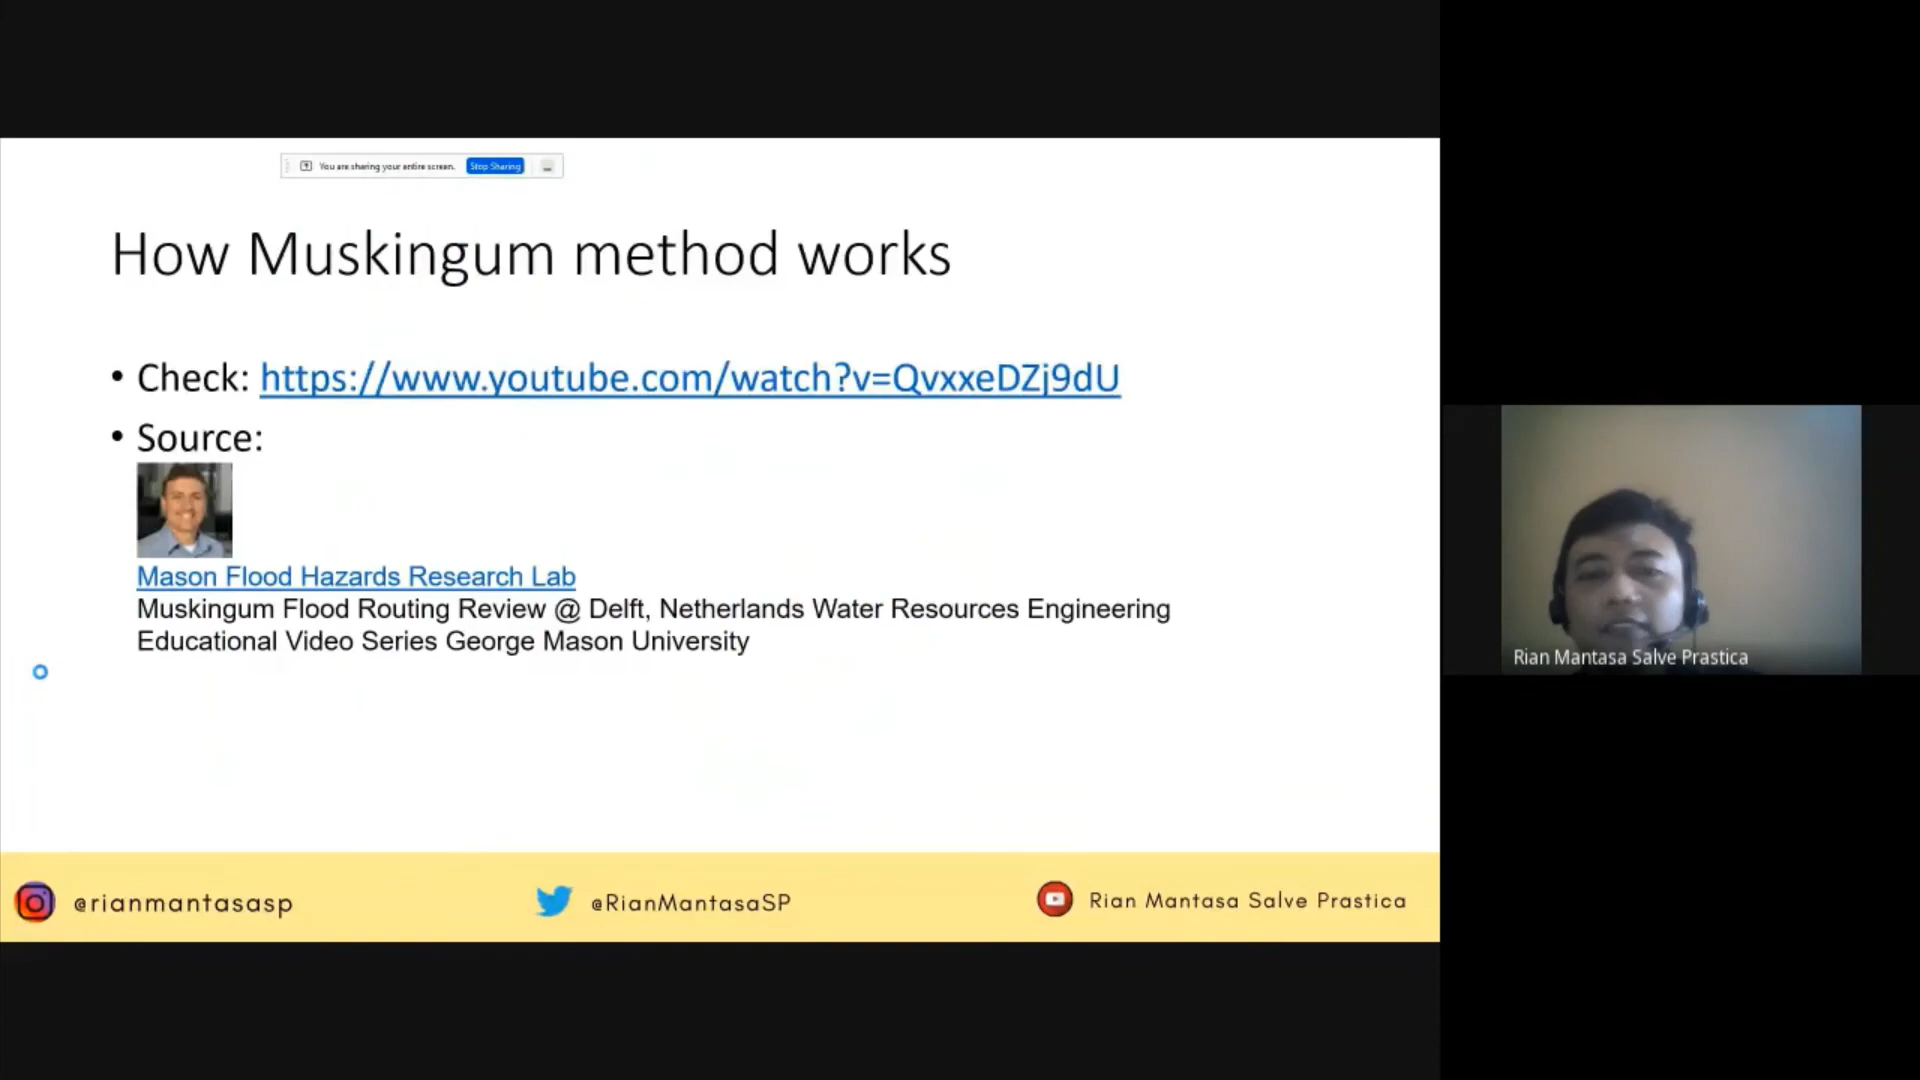 You are sharing your entire screen. Stop Sharing
How Muskingum method works
• Check: https://www.youtube.com/watch?v=QvxxeDZj9dU
• Source:
Mason Flood Hazards Research Lab
Muskingum Flood Routing Review @ Delft, Netherlands Water Resources Engineering
Educational Video Series George Mason University
Rian Mantasa Salve Prastica
@rianmantasasp
@RianMantasaSP
Rian Mantasa Salve Prastica